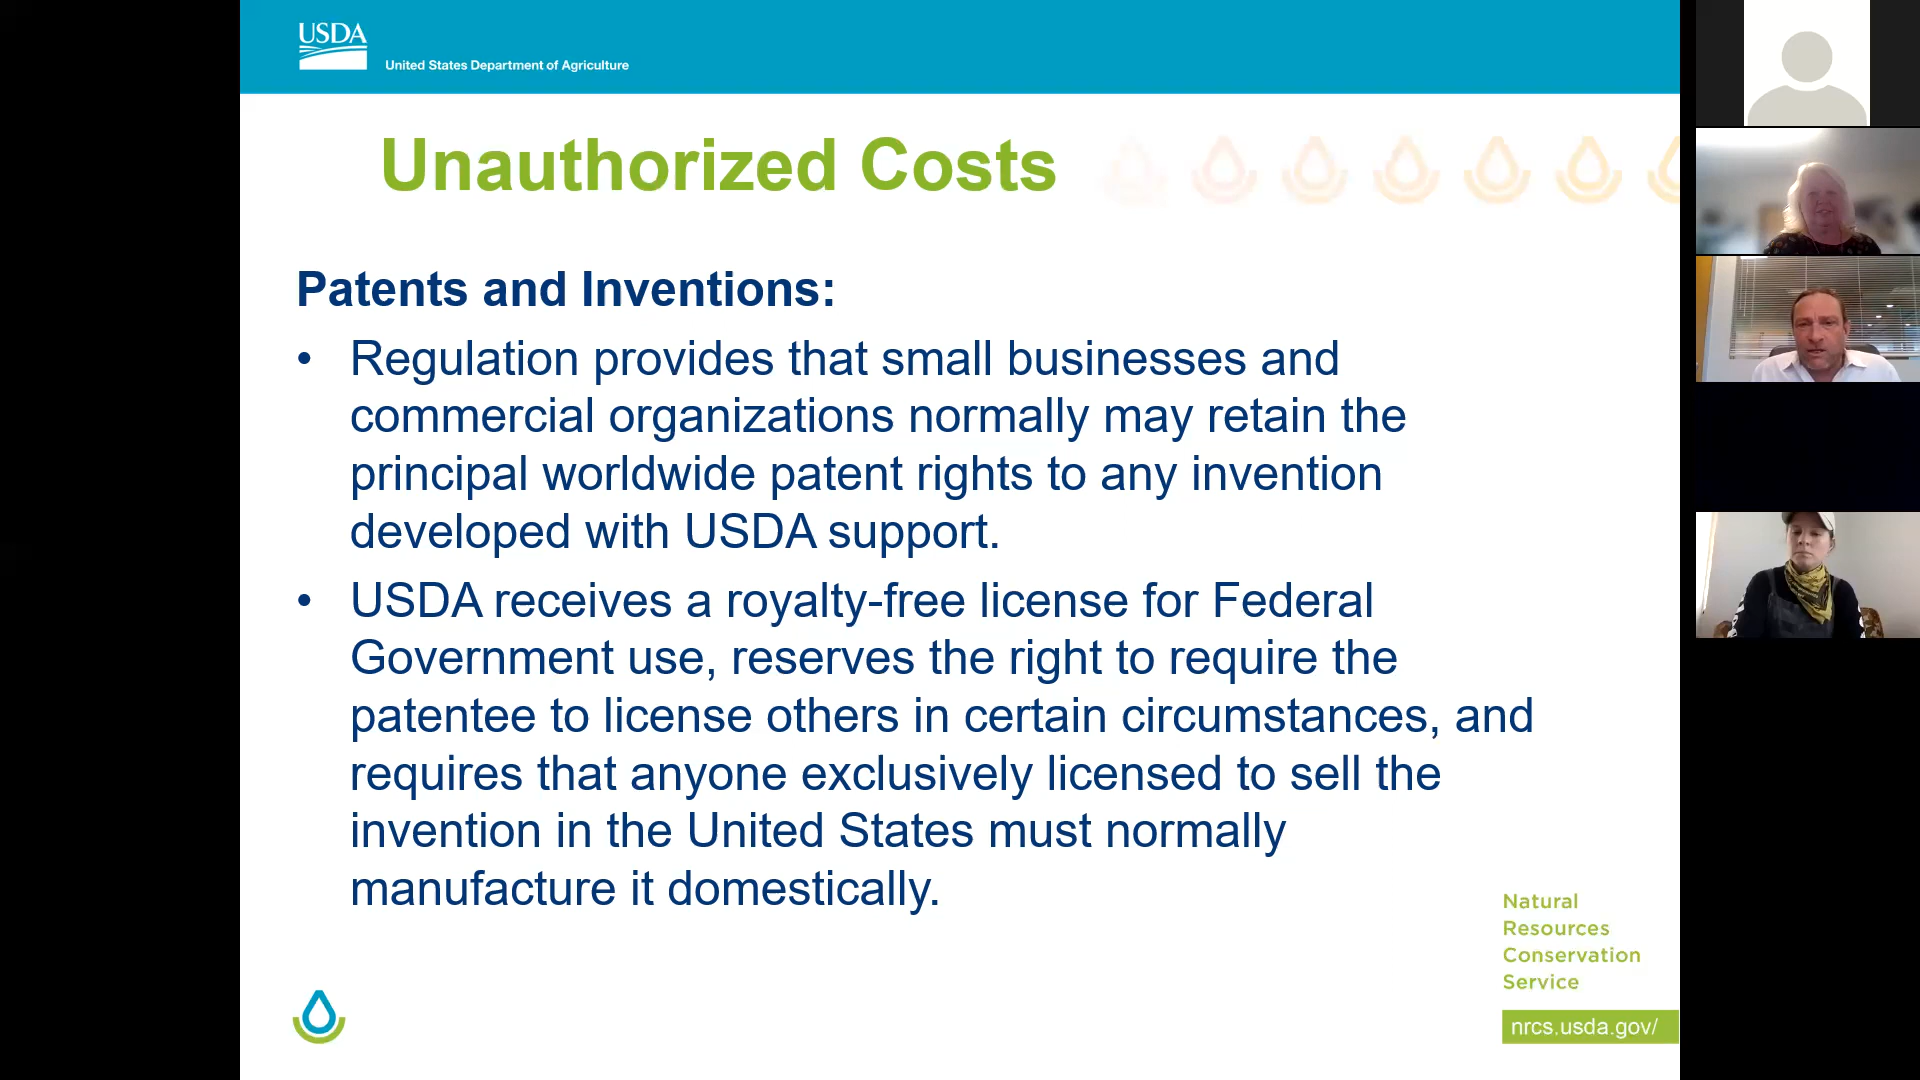 USDA
United States Department of Agriculture
Unauthorized Costs
Patents and Inventions:
• Regulation provides that small businesses and
commercial organizations normally may retain the
principal worldwide patent rights to any invention
developed with USDA support.
• USDA receives a royalty-free license for Federal
Government use, reserves the right to require the
patentee to license others in certain circumstances, and
requires that anyone exclusively licensed to sell the
invention in the United States must normally
manufacture it domestically.
Natural
Resources
Conservation
Service
nrcs.usda.gov/